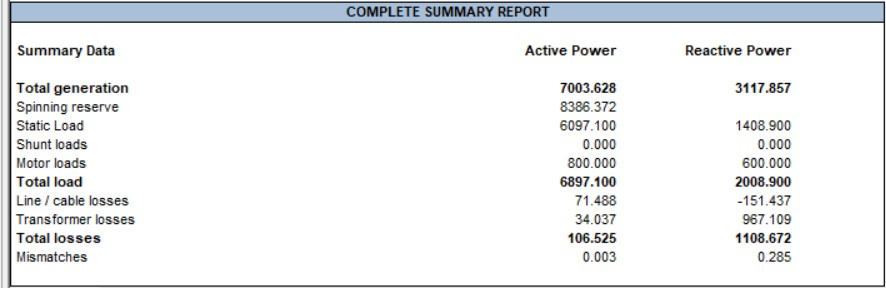 COMPLETE SUMMARY REPORT
Summary Data Active Power Reactive Power
Total generation 7003.628 3117.857
Spinning reserve 8386.372
Static Load 6097.100 1408.900
Shunt loads 0.000 0.000
Motor loads 800.000 600.000
Total load 6897.100 2008.900
Line / cable losses 71.488 -151.437
Transformer losses 34.037 967.109
Total losses 106.525 1108.672
Mismatches 0.003 0.285